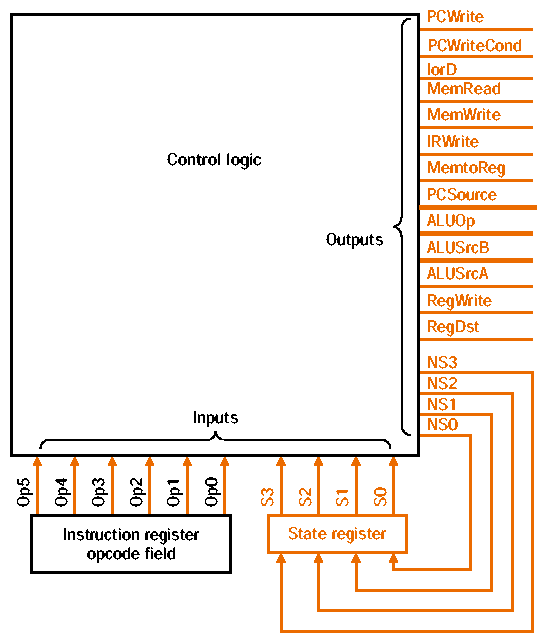 PCWrite
PCWriteCond
IorD
MemRead
MemWrite
IRWrite
MemtoReg
PCSource
ALUOp
ALUSrcB
ALUSrcA
RegWrite
RegDst
NS3
NS2
NS1
NS0
Control logic
Outputs
Inputs
Op5
Op4
Op3
Op2
Op1
Op0
S3
S2
S1
S0
Instruction register
opcode field
State register